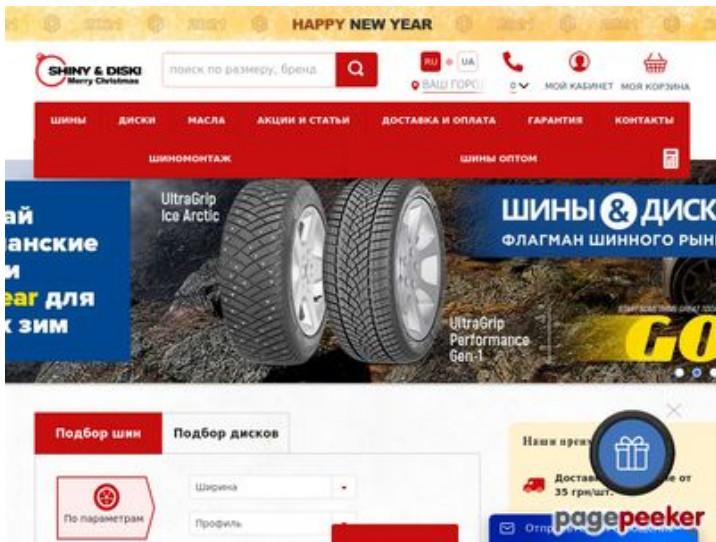 HAPPY NEW YEAR
SHINY & DISKI
Merry Christmas
поиск по размеру, бренд
RU UA
ВАШ ГОРО
0
МОЙ КАБИНЕТ МОЯ КОРЗИНА
ШИНЫ ДИСКИ МАСЛА АКЦИИ И СТАТЬИ ДОСТАВКА И ОПЛАТА ГАРАНТИЯ КОНТАКТЫ
ШИНОМОНТАЖ ШИНЫ ОПТОМ
ай
анские
и
ear для
х зим
UltraGrip
Ice Arctic
UltraGrip
Performance
Gen-1
ШИНЫ & ДИСК
ФЛАГМАН ШИННОГО РЫН
GO
Подбор шин Подбор дисков
По параметрам
Ширина
Профиль
Наши
Достав е от
35 грн/шт.
pagepeeker